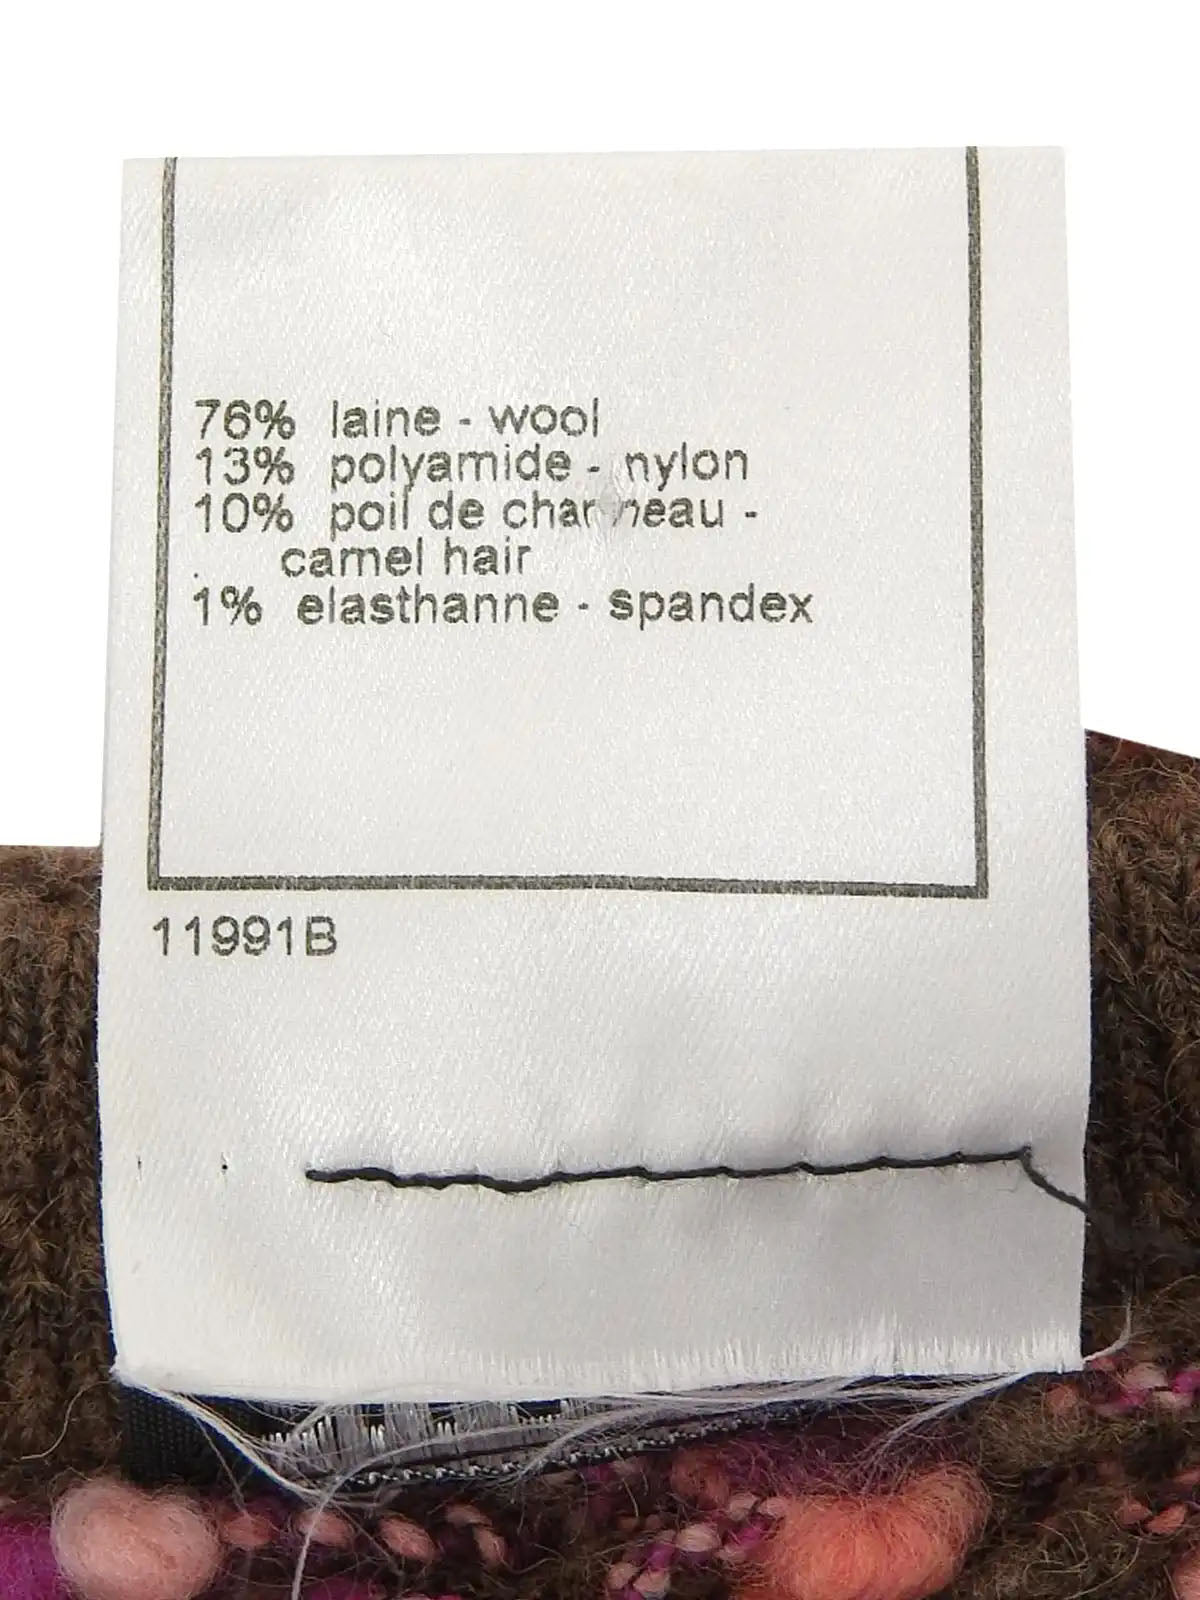 76% laine - wool
13% polyamide - nylon
10% poil de chameau -
camel hair
1% elasthanne - spandex
11991B